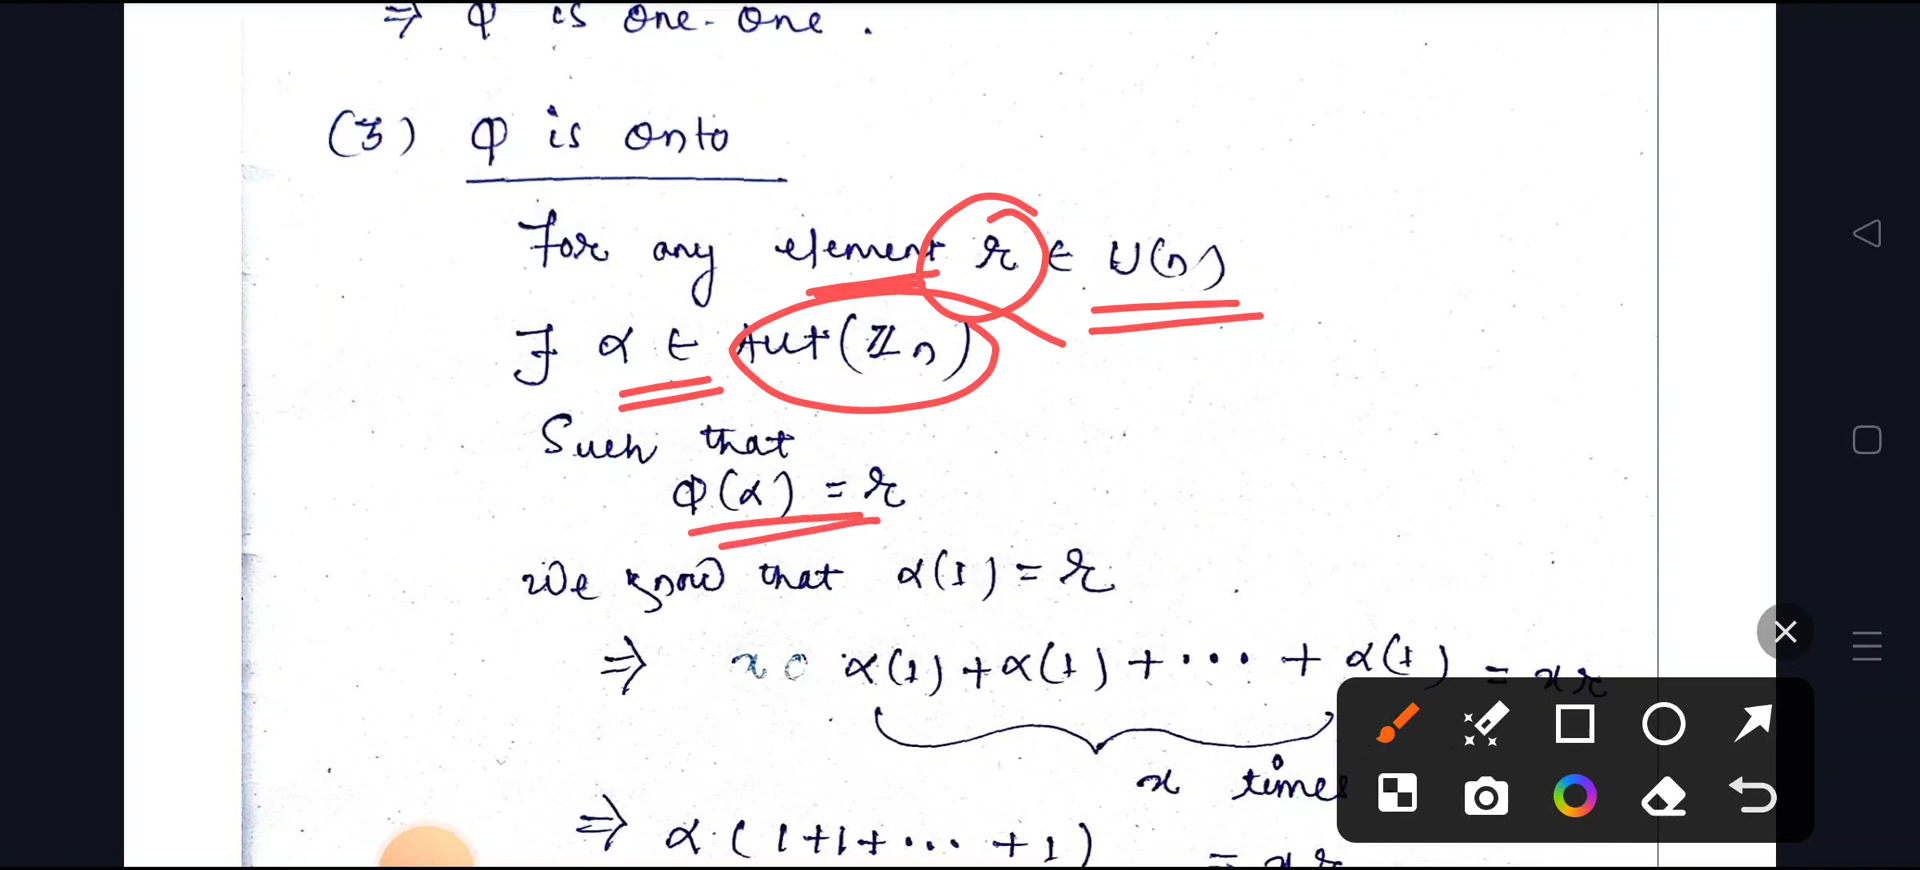 ⇒ φ is one-one.
(3) φ is onto
For any element r ∈ U(n)
∃ α ∈ Aut(ℤn)
Such that
φ(α) = r
We know that α(1) = r
⇒ α(1) + α(1) + ... + α(1) = xr
x times
⇒ α(1+1+ ... +1) = xr